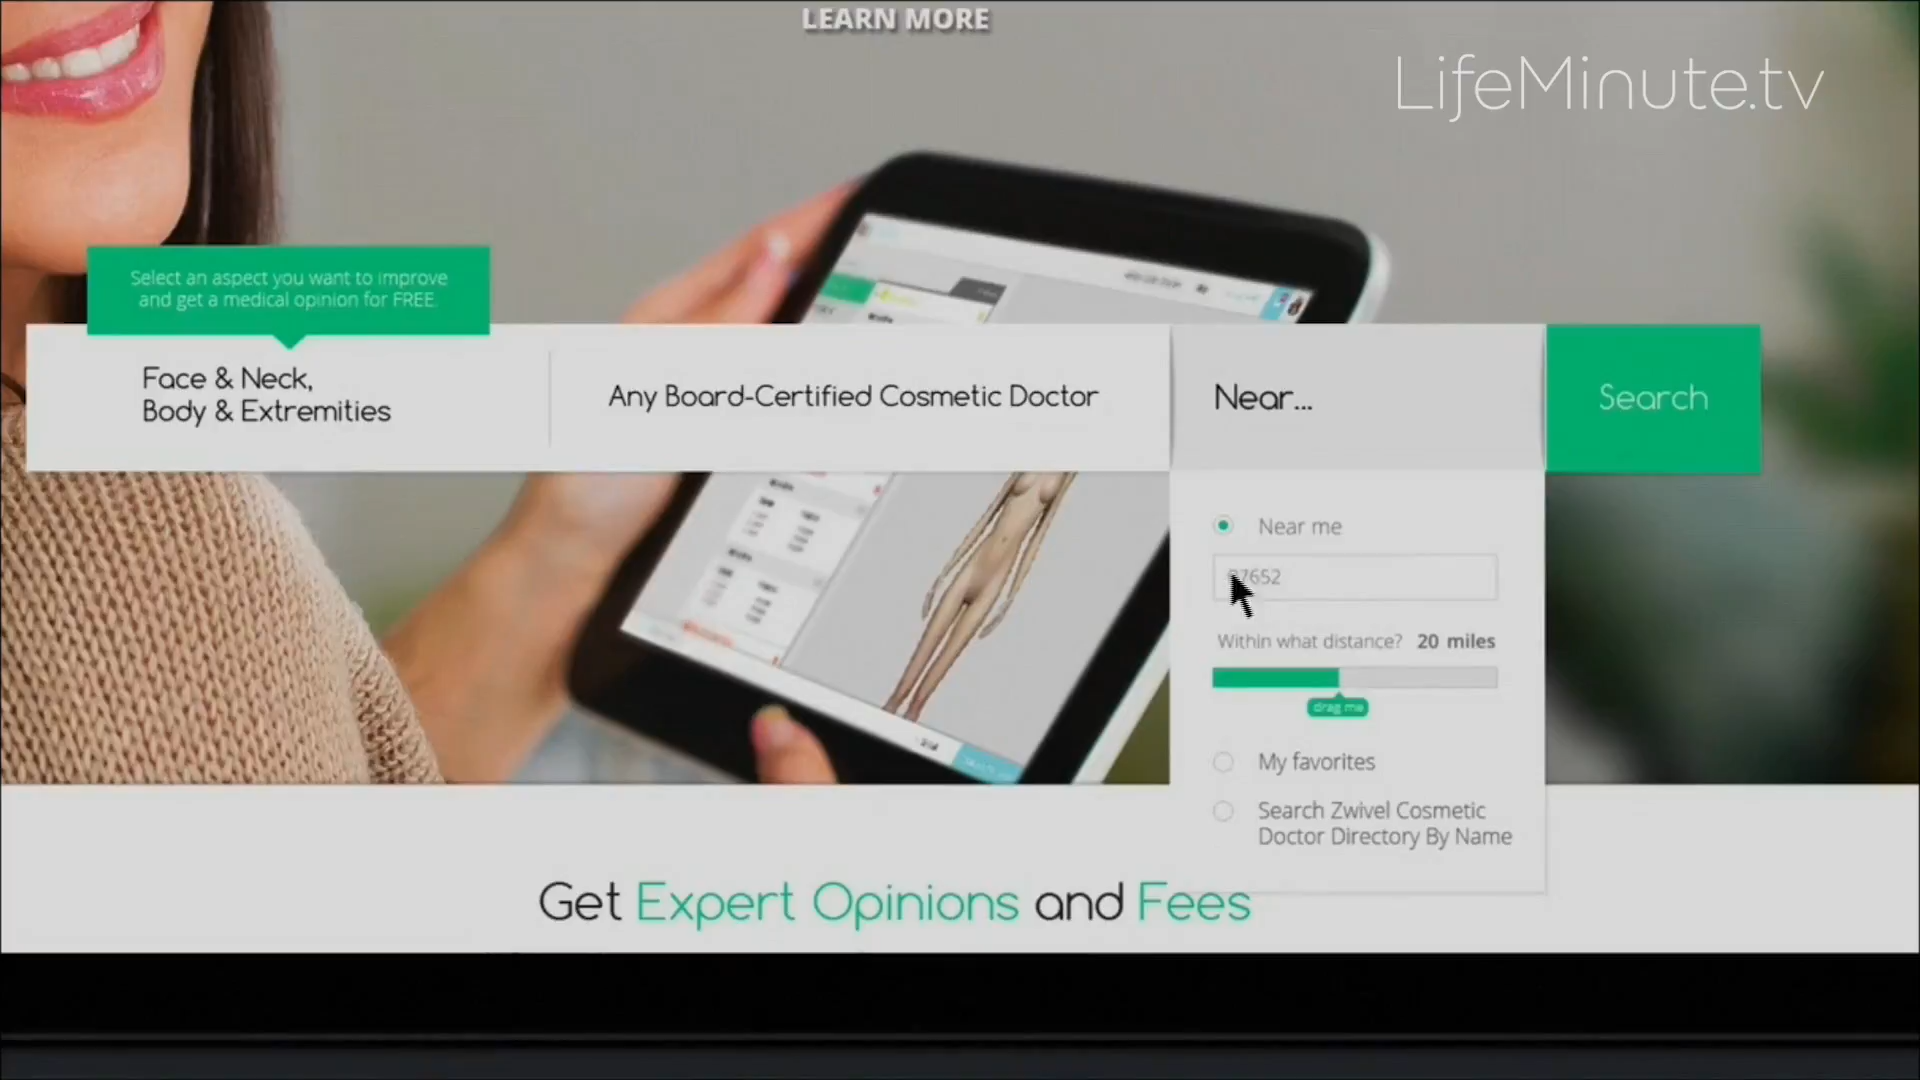 LEARN MORE
LifeMinute.tv
Select an aspect you want to improve
and get a medical opinion for FREE.
Face & Neck,
Body & Extremities
Any Board-Certified Cosmetic Doctor
Near...
Search
Near me
Within what distance? 20 miles
drag me
My favorites
Search Zwivel Cosmetic
Doctor Directory By Name
Get Expert Opinions and Fees